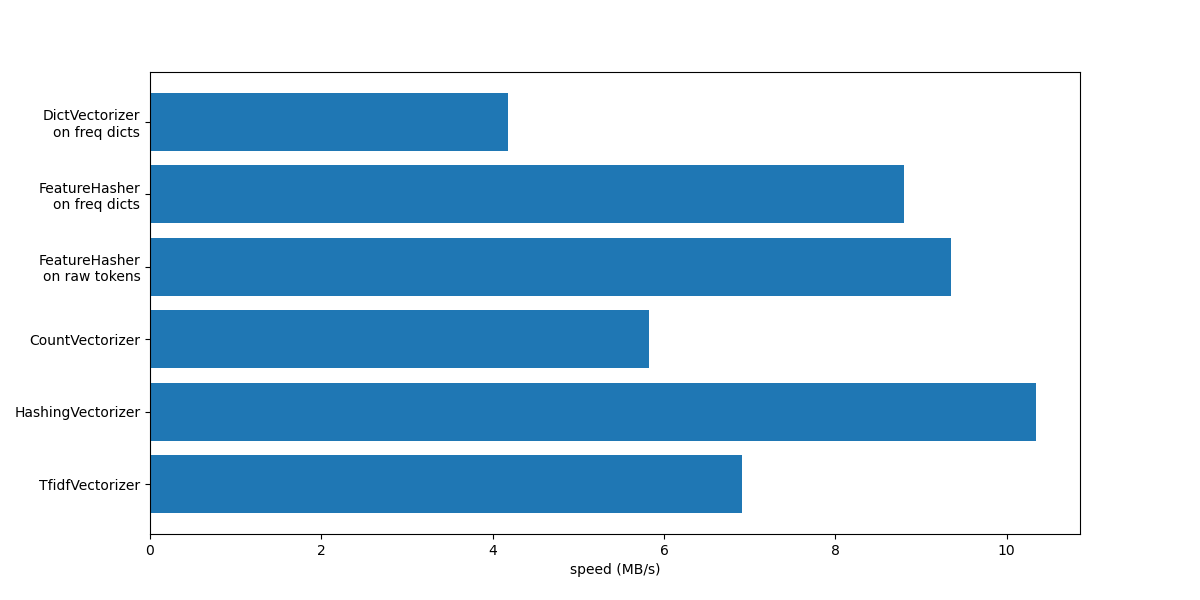 DictVectorizer
on freq dicts
FeatureHasher
on freq dicts
FeatureHasher
on raw tokens
CountVectorizer
HashingVectorizer
TfidfVectorizer
0 2 4 6 8 10
speed (MB/s)